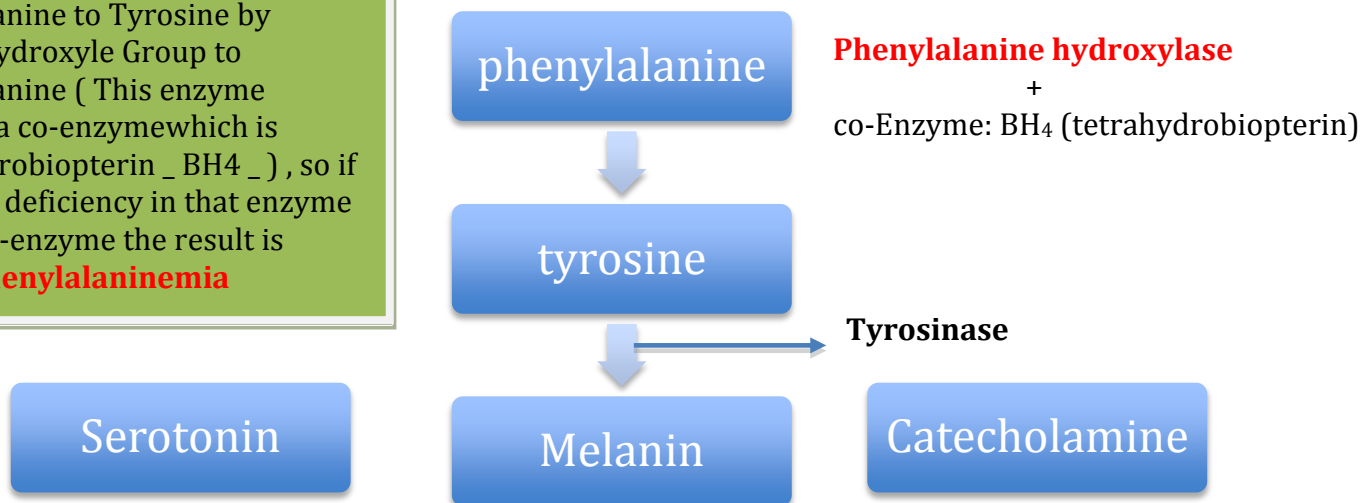 anine to Tyrosine by
ydroxyle Group to
anine ( This enzyme
a co-enzymewhich is
robiopterin _ BH4 _ ) , so if
deficiency in that enzyme
-enzyme the result is
enylalaninemia
phenylalanine
Phenylalanine hydroxylase
+
co-Enzyme: BH₄ (tetrahydrobiopterin)
tyrosine
Tyrosinase
Serotonin
Melanin
Catecholamine